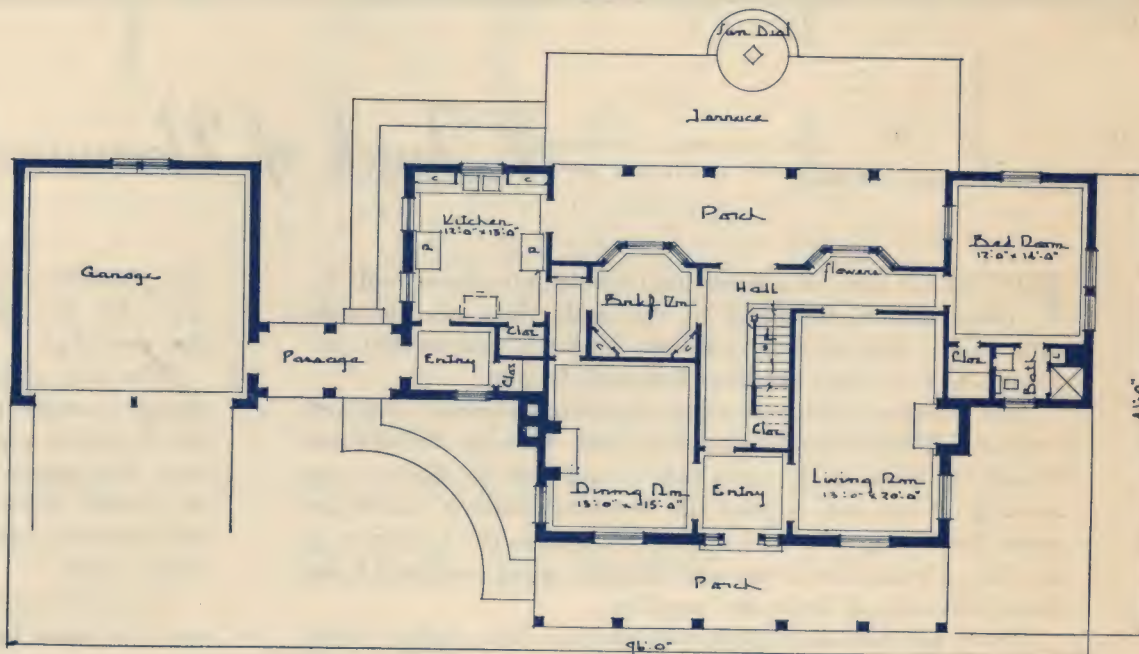 Sun Dial
Terrace
Garage
Kitchen
12'-0" x 13'-0"
C
C
P
P
Porch
Bed Room
12'-0" x 14'-0"
flowers
Hall
Brkf Rm
C
C
Passage
Entry
Clos
Clos
up
Clos
Clos
Bath
L
Dining Rm
13'-0" x 15'-0"
Entry
Living Rm
13'-0" x 20'-0"
Porch
96'-0"